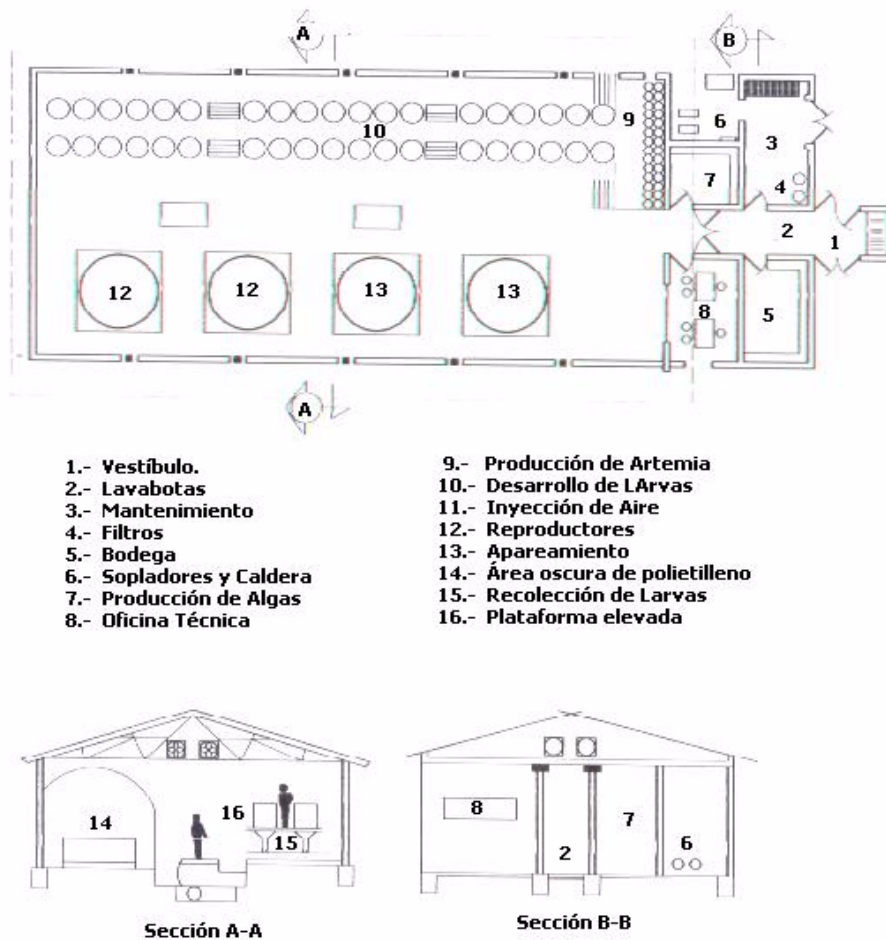 A
B
10
9
6
3
7
4
2
1
12
12
13
13
8
5
A
1.- Vestíbulo.
2.- Lavabotas
3.- Mantenimiento
4.- Filtros
5.- Bodega
6.- Sopladores y Caldera
7.- Producción de Algas
8.- Oficina Técnica
9.- Producción de Artemia
10.- Desarrollo de LArvas
11.- Inyección de Aire
12.- Reproductores
13.- Apareamiento
14.- Área oscura de polietilleno
15.- Recolección de Larvas
16.- Plataforma elevada
14
16
15
8
2
7
6
Sección A-A
Sección B-B